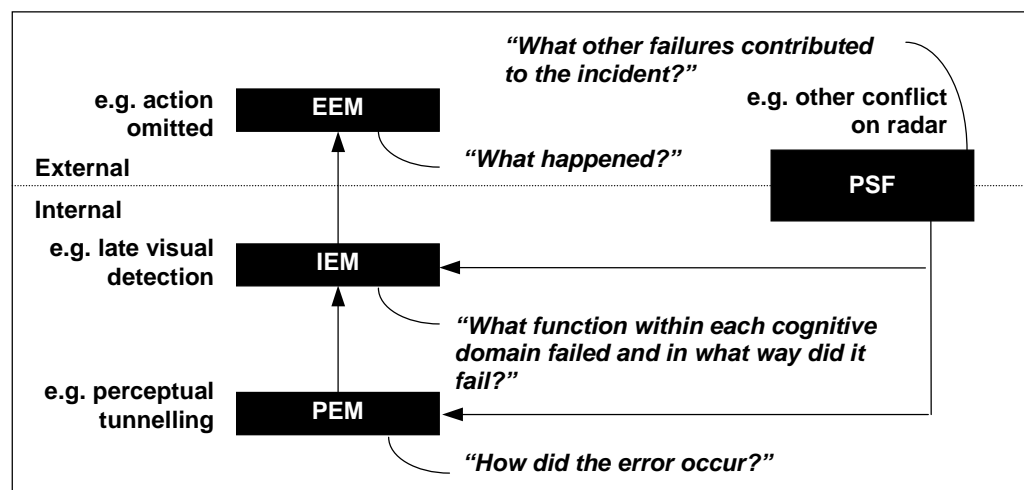 “What other failures contributed
to the incident?”
e.g. action
omitted
EEM
e.g. other conflict
on radar
“What happened?”
External
PSF
Internal
e.g. late visual
detection
IEM
“What function within each cognitive
domain failed and in what way did it
fail?”
e.g. perceptual
tunnelling
PEM
“How did the error occur?”